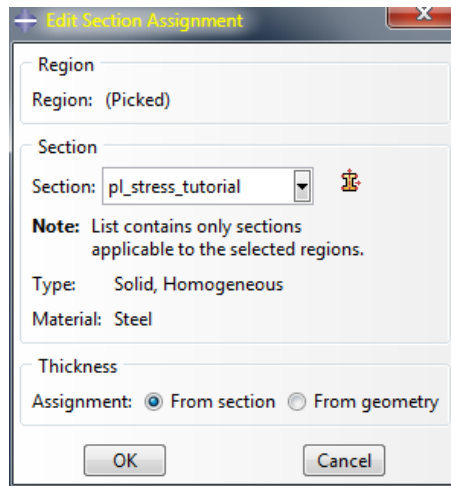 Edit Section Assignment
X
Region
Region: (Picked)
Section
Section: pl_stress_tutorial
Note: List contains only sections
applicable to the selected regions.
Type: Solid, Homogeneous
Material: Steel
Thickness
Assignment: From section From geometry
OK Cancel